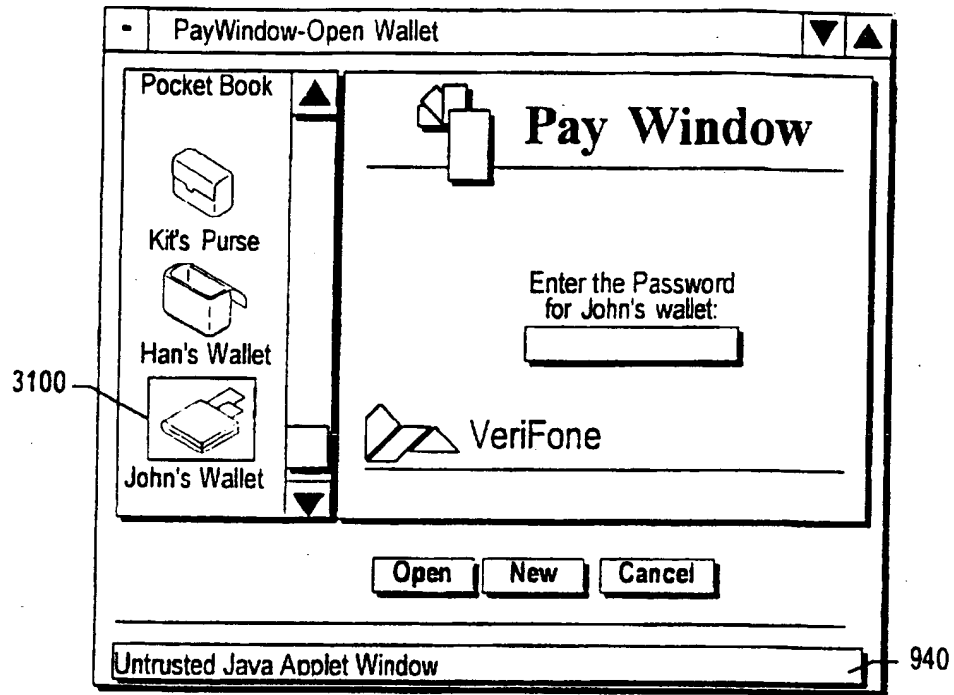 - PayWindow-Open Wallet
Pocket Book
Kit's Purse
Han's Wallet
3100
John's Wallet
Pay Window
Enter the Password
for John's wallet:
VeriFone
Open New Cancel
Untrusted Java Applet Window
940